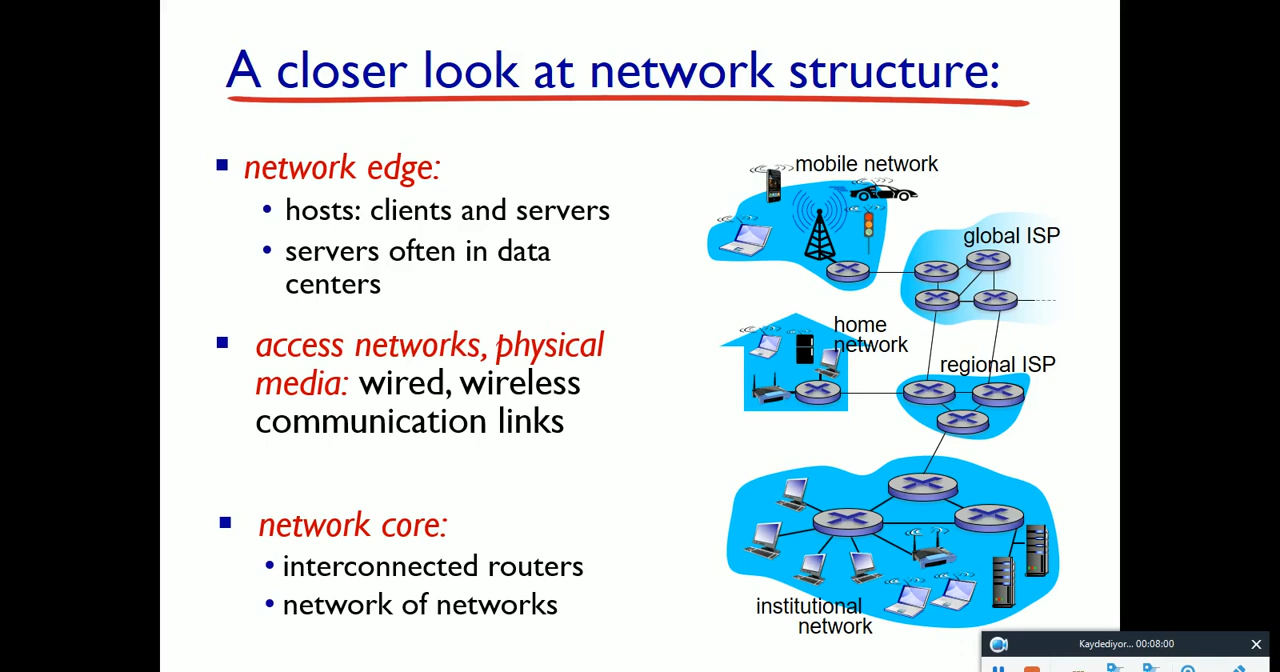 A closer look at network structure:
network edge:
hosts: clients and servers
servers often in data
centers
access networks, physical
media: wired, wireless
communication links
network core:
interconnected routers
network of networks
mobile network
global ISP
home
network
regional ISP
institutional
network
Kaydediyor... 00:08:00